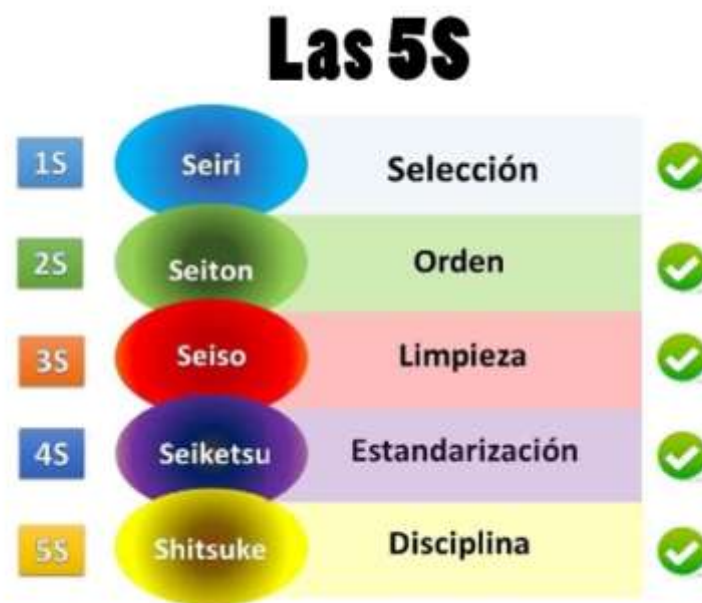 Las 5S
1S Seiri Selección
2S Seiton Orden
3S Seiso Limpieza
4S Seiketsu Estandarización
5S Shitsuke Disciplina